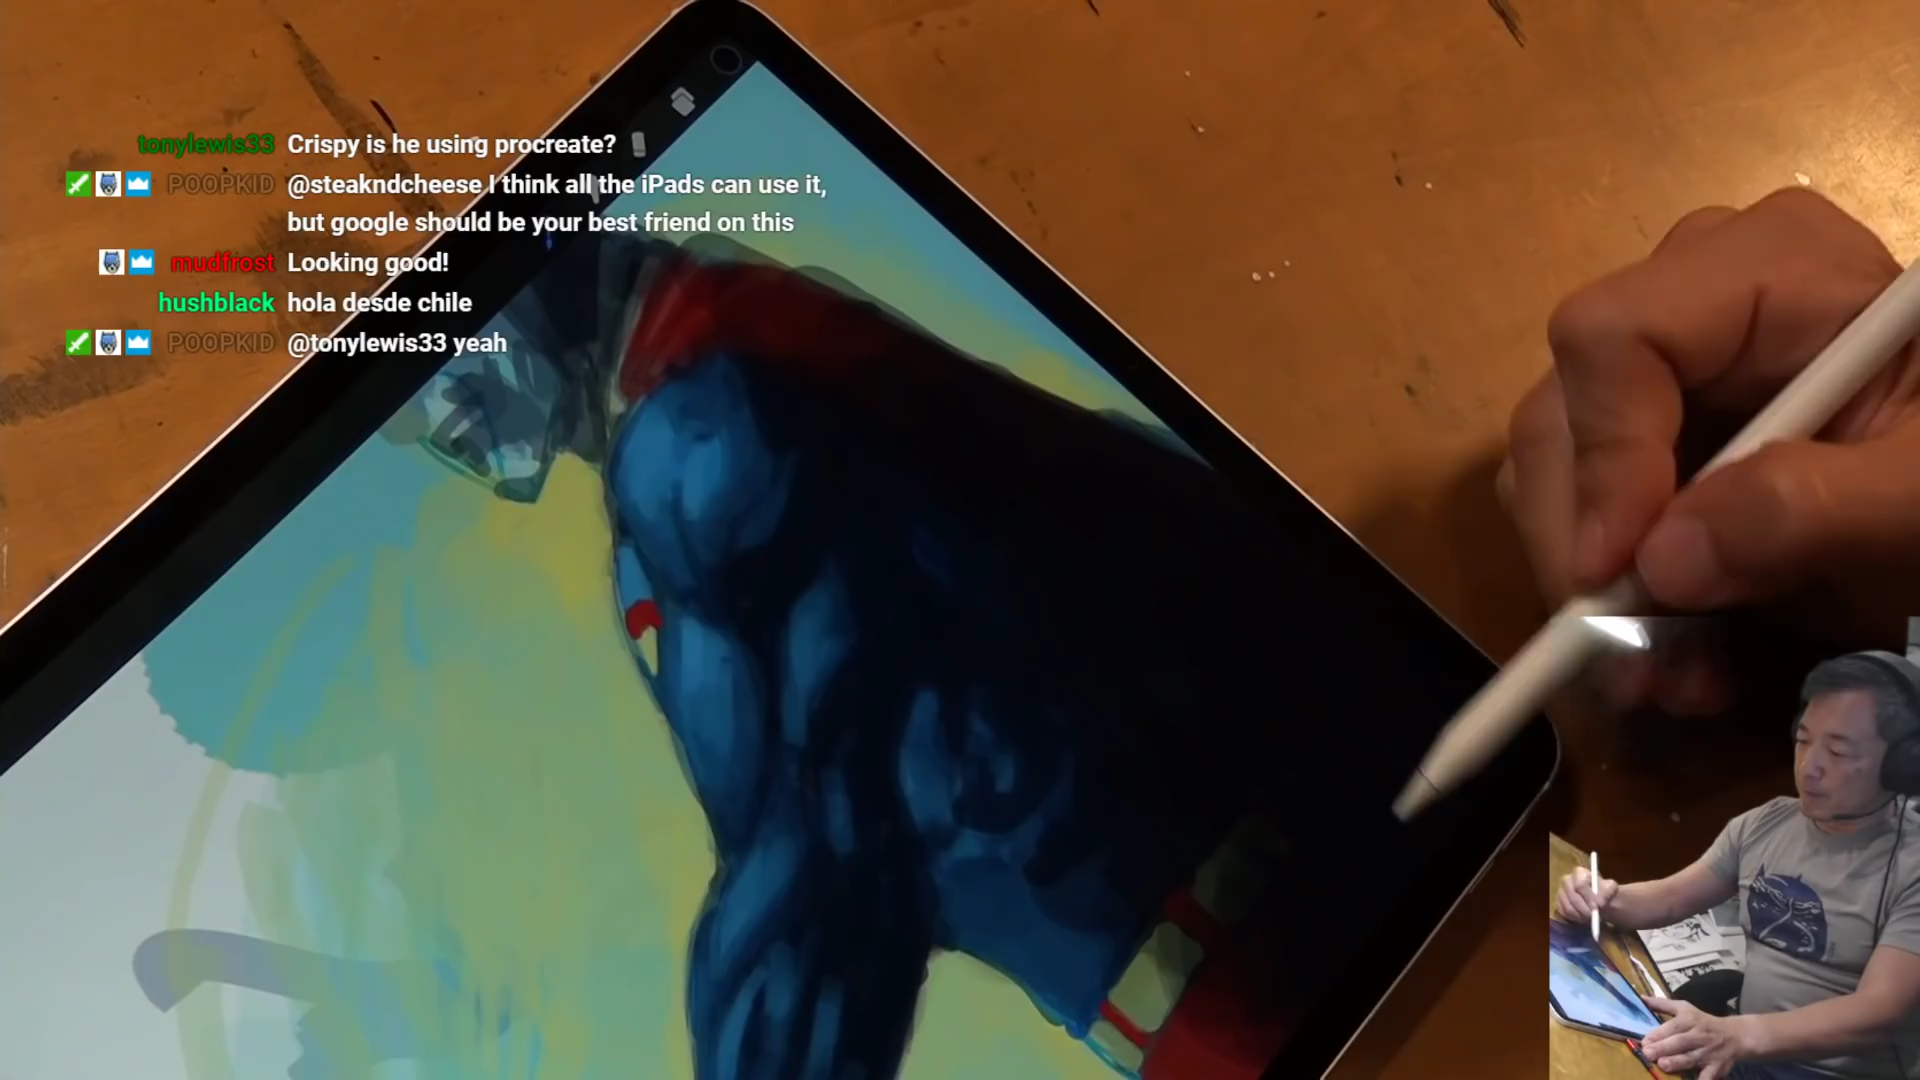 tonylewis33 Crispy is he using procreate?
POOPKID @steakndcheese I think all the iPads can use it,
but google should be your best friend on this
mudfrost Looking good!
hushblack hola desde chile
POOPKID @tonylewis33 yeah